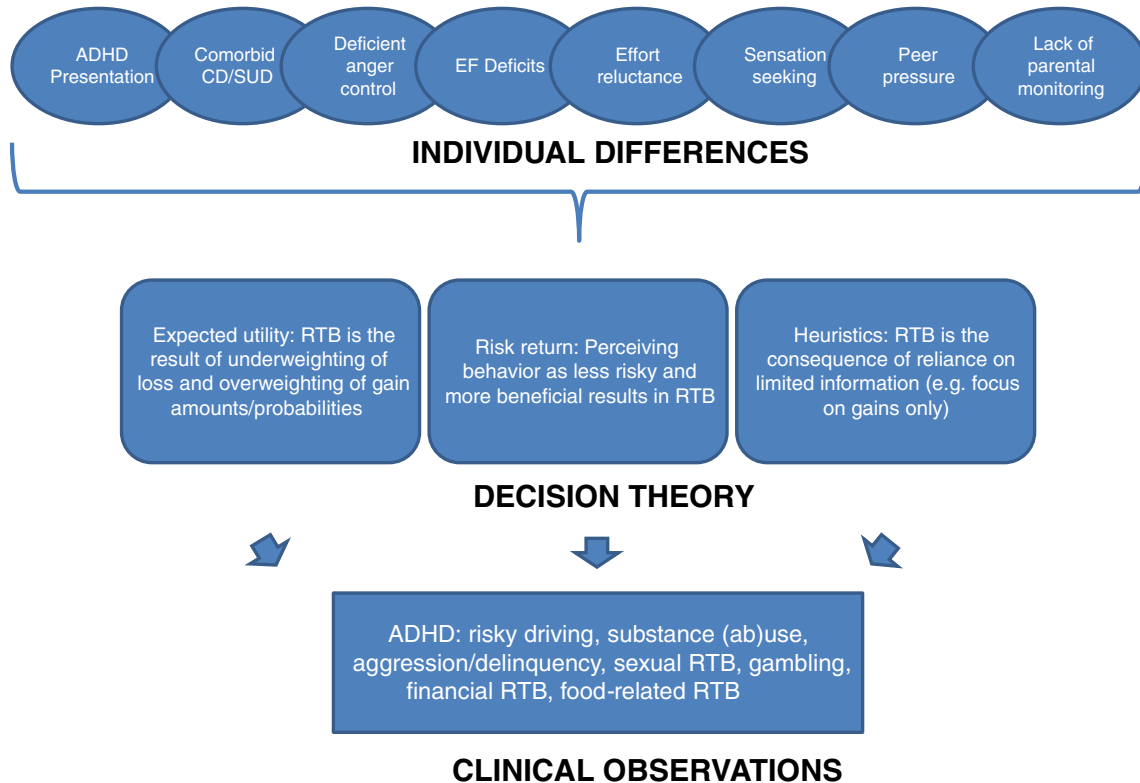 ADHD
Presentation
Comorbid
CD/SUD
Deficient
anger
control
EF Deficits
Effort
reluctance
Sensation
seeking
Peer
pressure
Lack of
parental
monitoring
INDIVIDUAL DIFFERENCES
Expected utility: RTB is the
result of underweighting of
loss and overweighting of gain
amounts/probabilities
Risk return: Perceiving
behavior as less risky and
more beneficial results in RTB
Heuristics: RTB is the
consequence of reliance on
limited information (e.g. focus
on gains only)
DECISION THEORY
ADHD: risky driving, substance (ab)use,
aggression/delinquency, sexual RTB, gambling,
financial RTB, food-related RTB
CLINICAL OBSERVATIONS